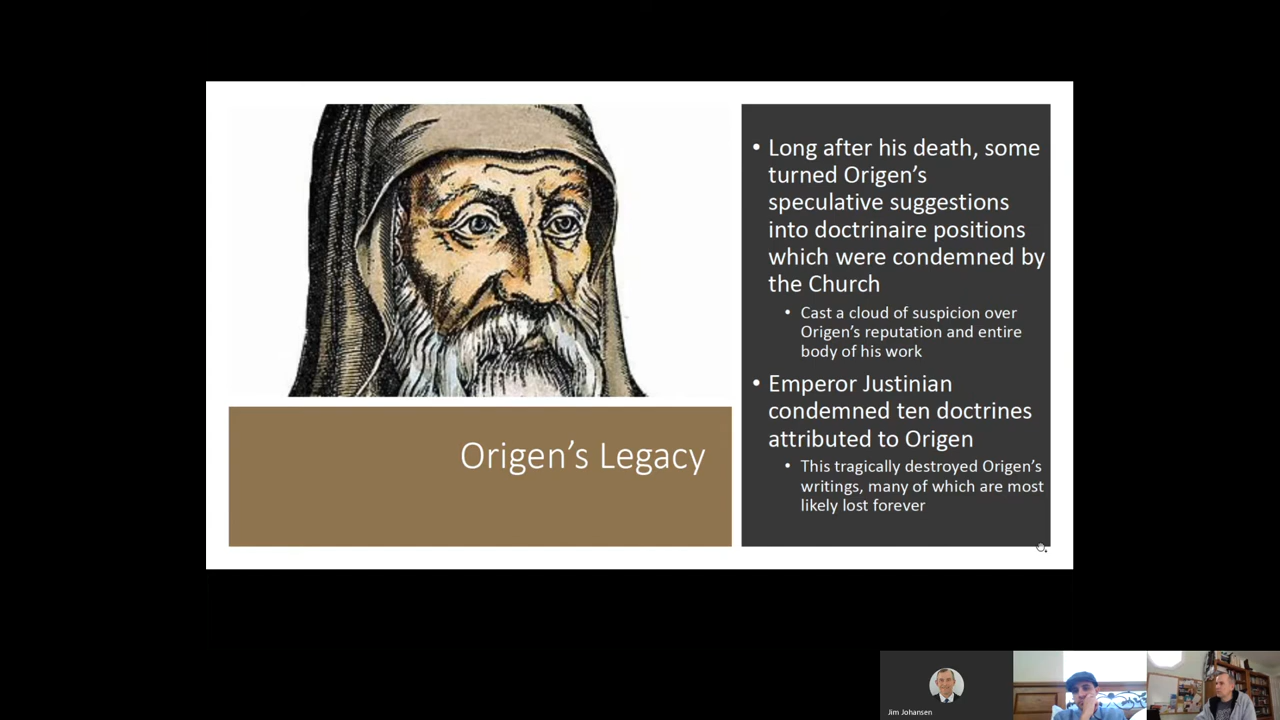 • Long after his death, some
turned Origen's
speculative suggestions
into doctrinaire positions
which were condemned by
the Church
• Cast a cloud of suspicion over
Origen's reputation and entire
body of his work
• Emperor Justinian
condemned ten doctrines
attributed to Origen
• This tragically destroyed Origen's
writings, many of which are most
likely lost forever
Origen's Legacy
Jim Johansen